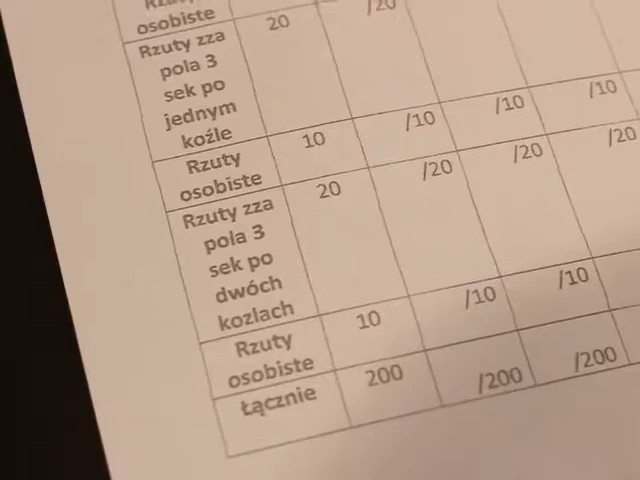 osobiste
20 /20
Rzuty zza
pola 3
sek po
jednym
koźle
10 /10 /10 /10
Rzuty
osobiste
20 /20 /20 /20
Rzuty zza
pola 3
sek po
dwóch
kozlach
10 /10 /10
Rzuty
osobiste
200 /200 /200
Łącznie